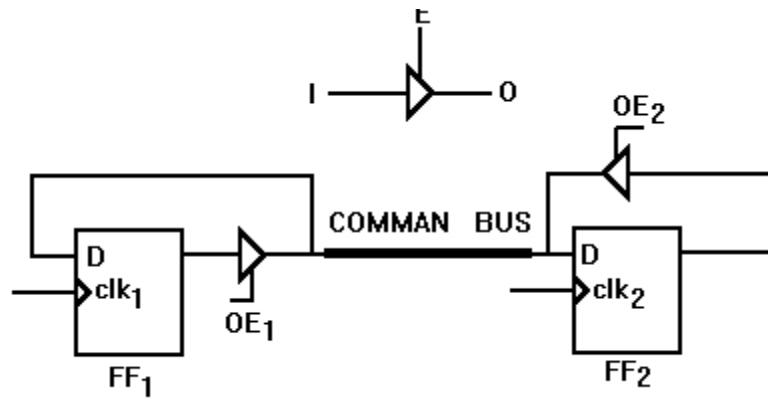 E
I O
OE2
COMMAN BUS
D D
clk1 clk2
OE1
FF1 FF2